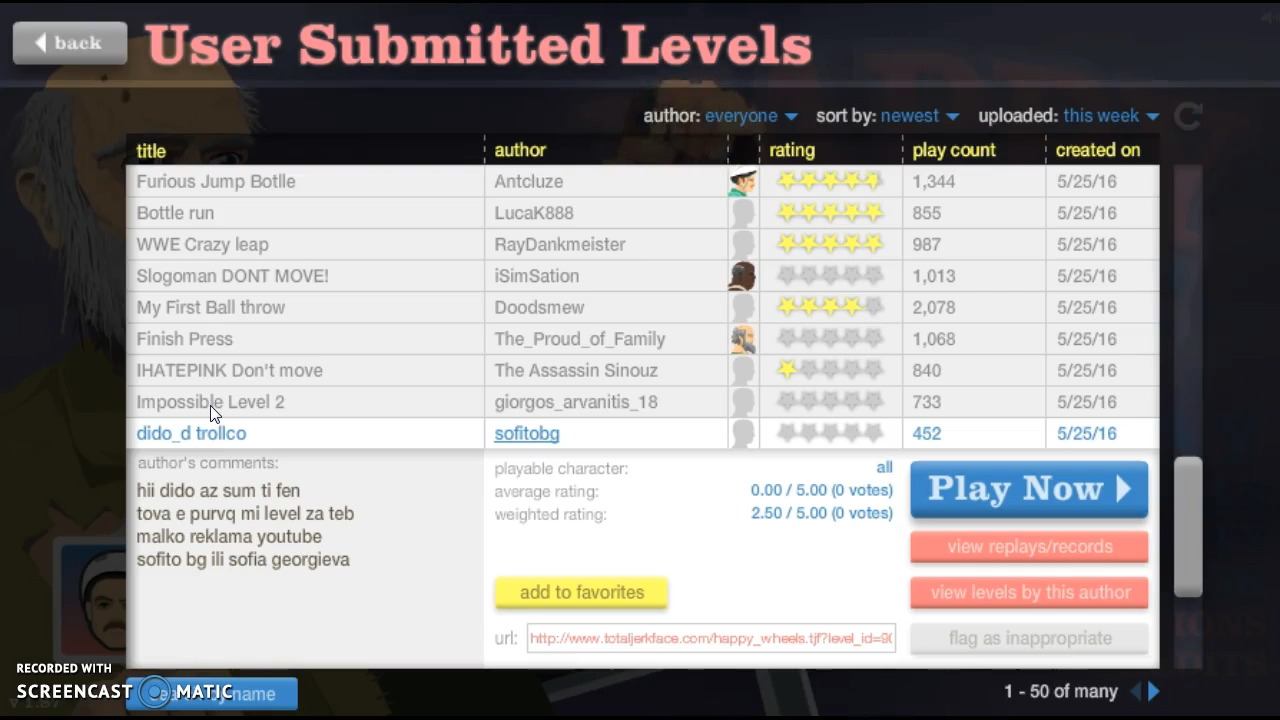 back
User Submitted Levels
author: everyone sort by: newest uploaded: this week
title author rating play count created on
Furious Jump Botlle Antcluze 1,344 5/25/16
Bottle run LucaK888 855 5/25/16
WWE Crazy leap RayDankmeister 987 5/25/16
Slogoman DONT MOVE! iSimSation 1,013 5/25/16
My First Ball throw Doodsmew 2,078 5/25/16
Finish Press The_Proud_of_Family 1,068 5/25/16
IHATEPINK Don't move The Assassin Sinouz 840 5/25/16
Impossible Level 2 giorgos_arvanitis_18 733 5/25/16
dido_d trollco sofitobg 452 5/25/16
author's comments:
hii dido az sum ti fen
tova e purvq mi level za teb
malko reklama youtube
sofito bg ili sofia georgieva
playable character: all
average rating: 0.00 / 5.00 (0 votes)
weighted rating: 2.50 / 5.00 (0 votes)
add to favorites
url: http://www.totaljerkface.com/happy_wheels.tjf?level_id=9
Play Now
view replays/records
view levels by this author
flag as inappropriate
RECORDED WITH
SCREENCAST MATIC
name
1 - 50 of many